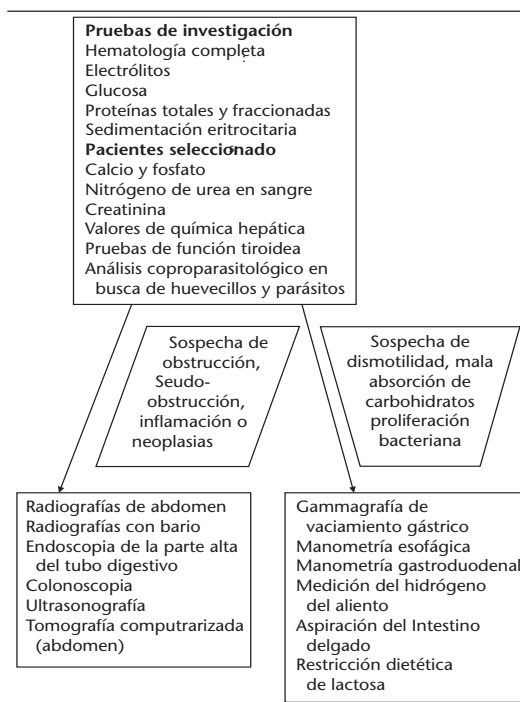 Pruebas de investigación
Hematología completa
Electrólitos
Glucosa
Proteínas totales y fraccionadas
Sedimentación eritrocitaria
Pacientes seleccionado
Calcio y fosfato
Nitrógeno de urea en sangre
Creatinina
Valores de química hepática
Pruebas de función tiroidea
Análisis coproparasitológico en
busca de huevecillos y parásitos
Sospecha de
obstrucción,
Seudo-
obstrucción,
inflamación o
neoplasias
Sospecha de
dismotilidad, mala
absorción de
carbohidratos
proliferación
bacteriana
Radiografías de abdomen
Radiografías con bario
Endoscopia de la parte alta
del tubo digestivo
Colonoscopia
Ultrasonografía
Tomografía computrarizada
(abdomen)
Gammagrafía de
vaciamiento gástrico
Manometría esofágica
Manometría gastroduodenal
Medición del hidrógeno
del aliento
Aspiración del Intestino
delgado
Restricción dietética
de lactosa